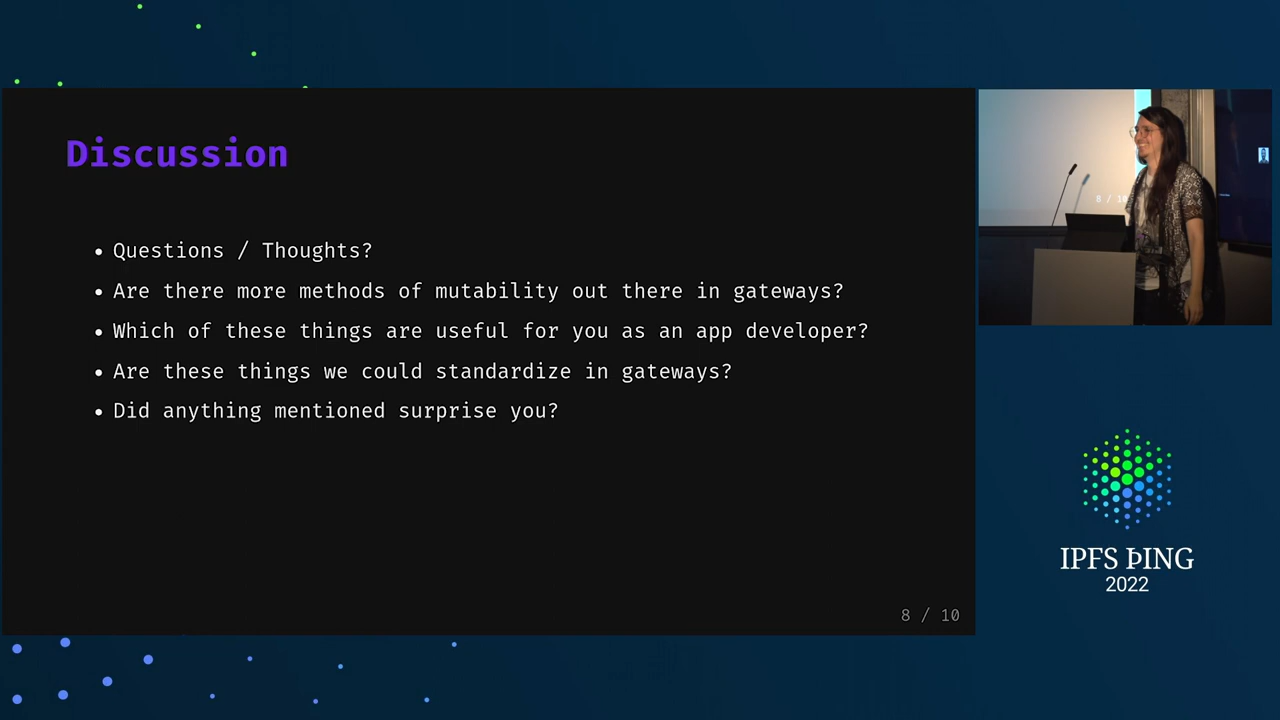 Discussion
• Questions / Thoughts?
• Are there more methods of mutability out there in gateways?
• Which of these things are useful for you as an app developer?
• Are these things we could standardize in gateways?
• Did anything mentioned surprise you?
8 / 10
8 / 10
IPFS ÞING
2022